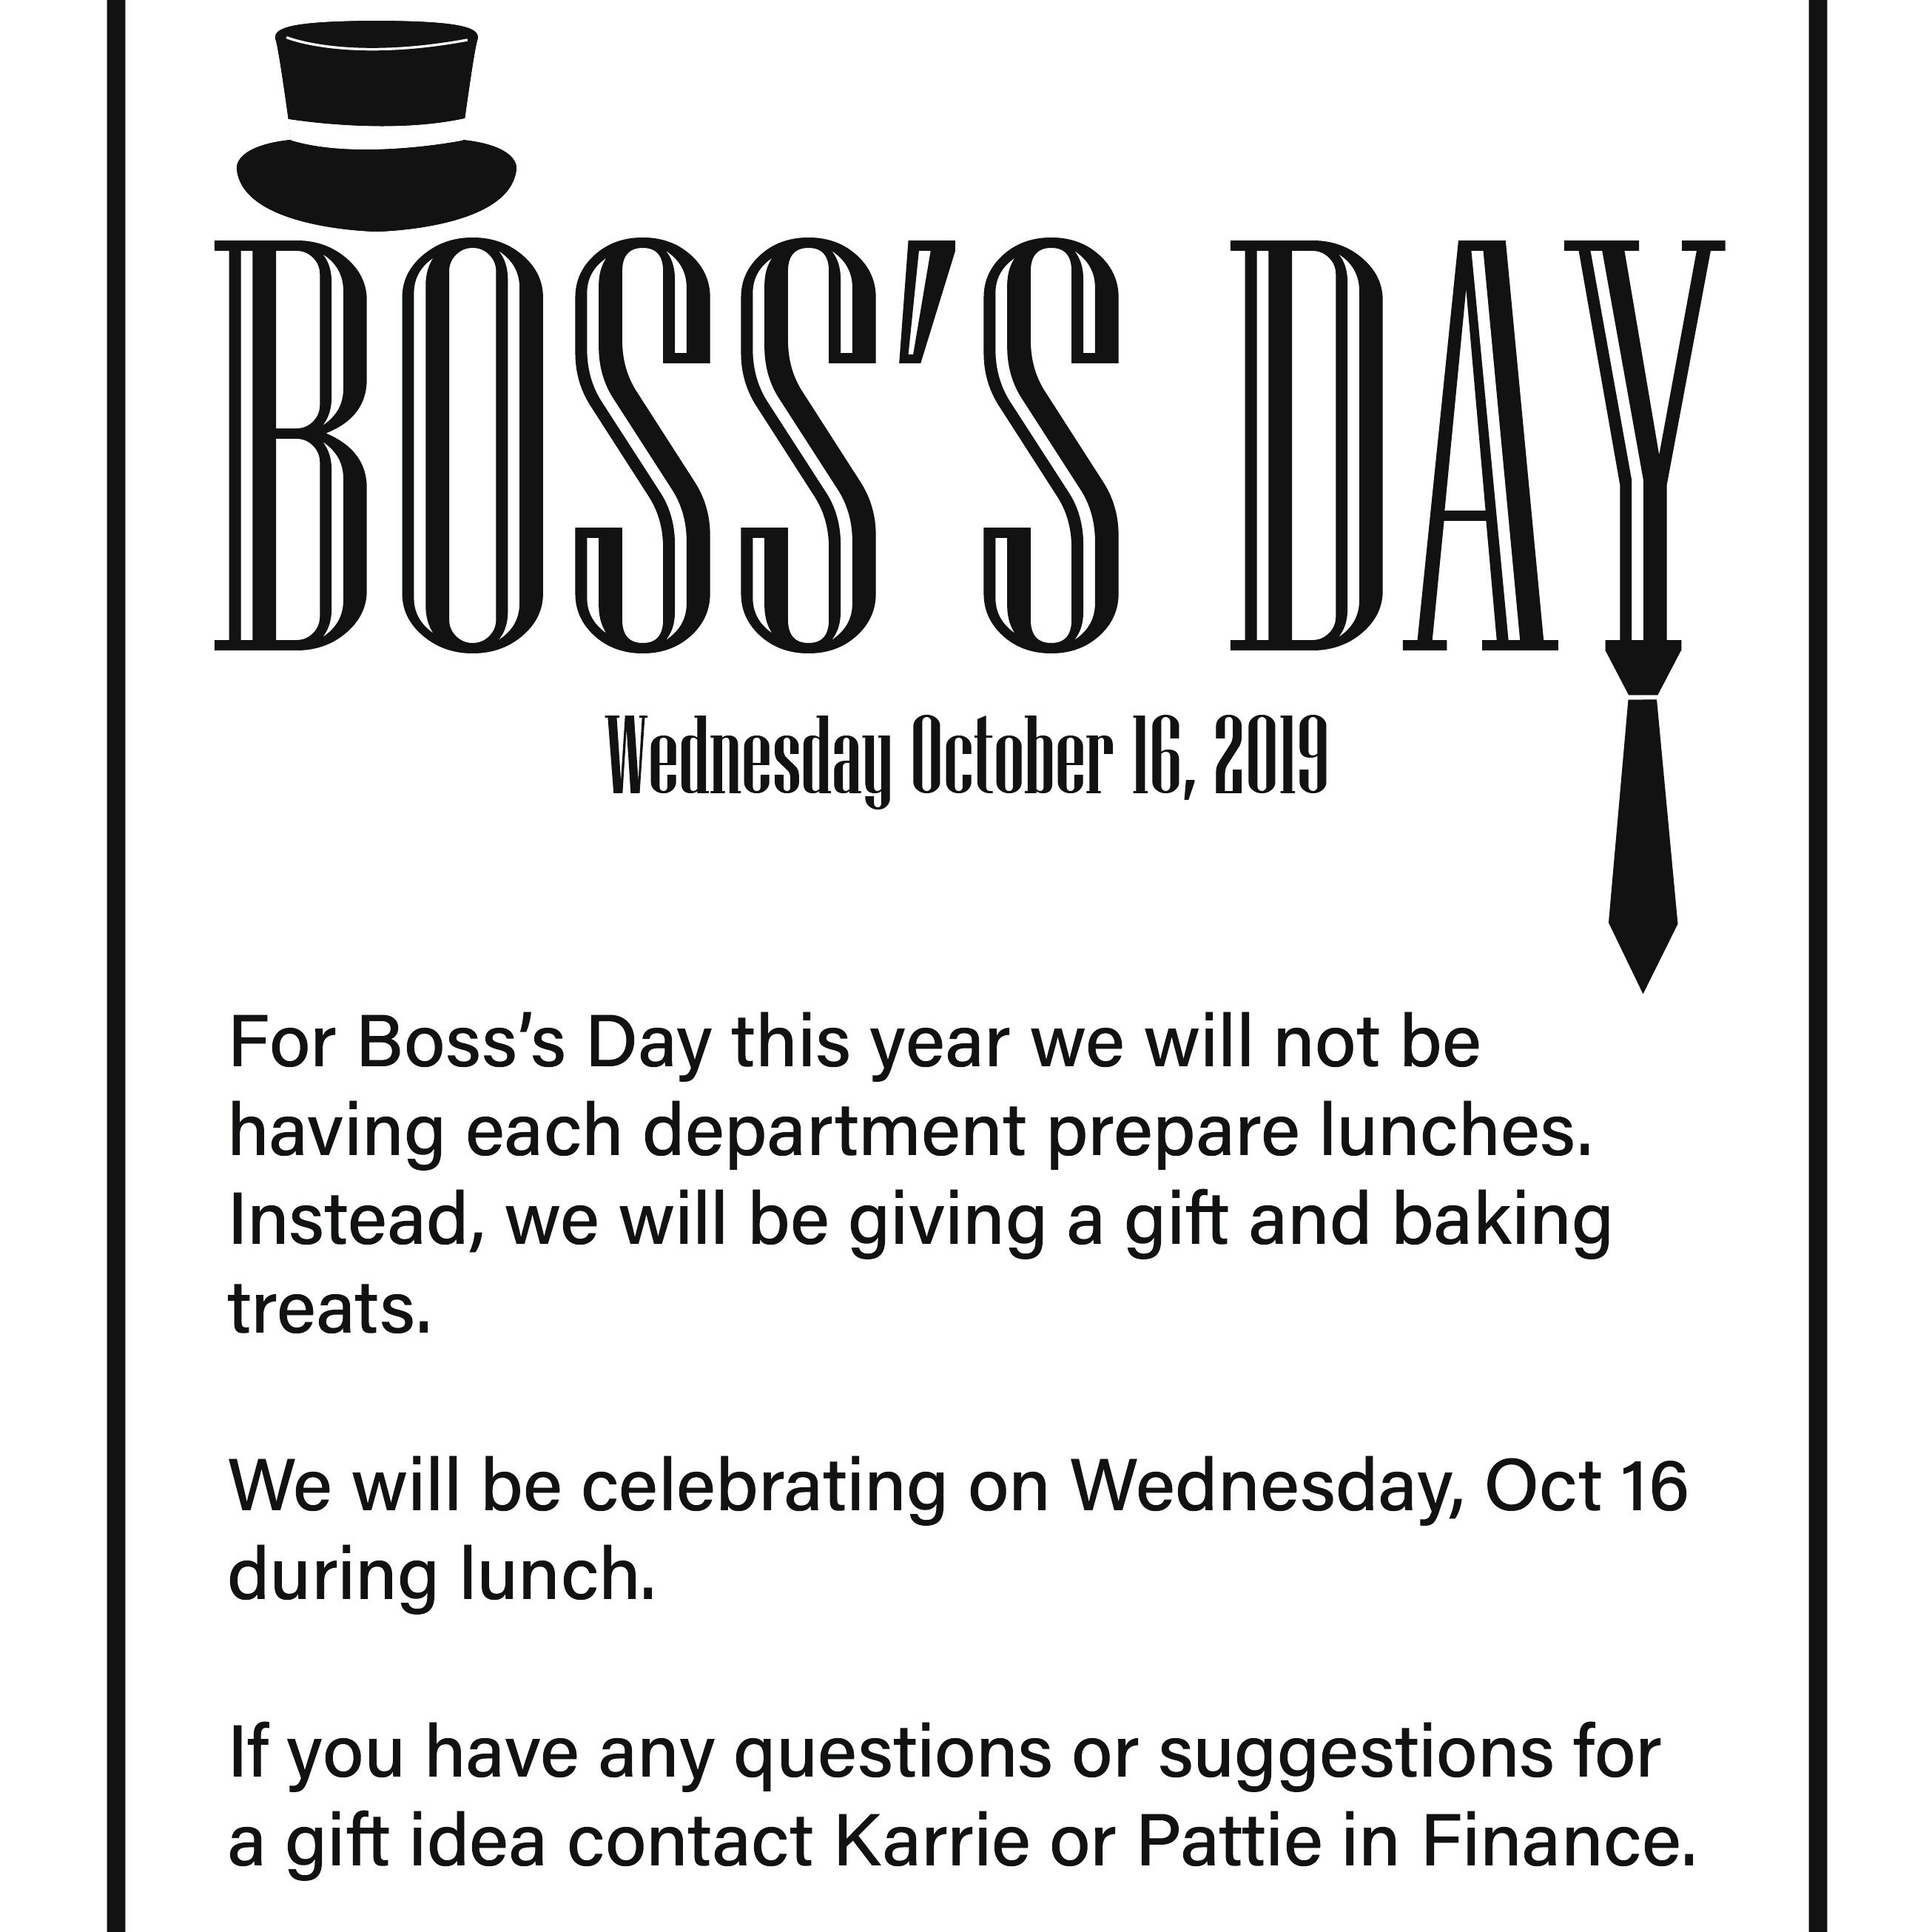 BOSS’S DAY
Wednesday October 16, 2019
For Boss’s Day this year we will not be
having each department prepare lunches.
Instead, we will be giving a gift and baking
treats.
We will be celebrating on Wednesday, Oct 16
during lunch.
If you have any questions or suggestions for
a gift idea contact Karrie or Pattie in Finance.